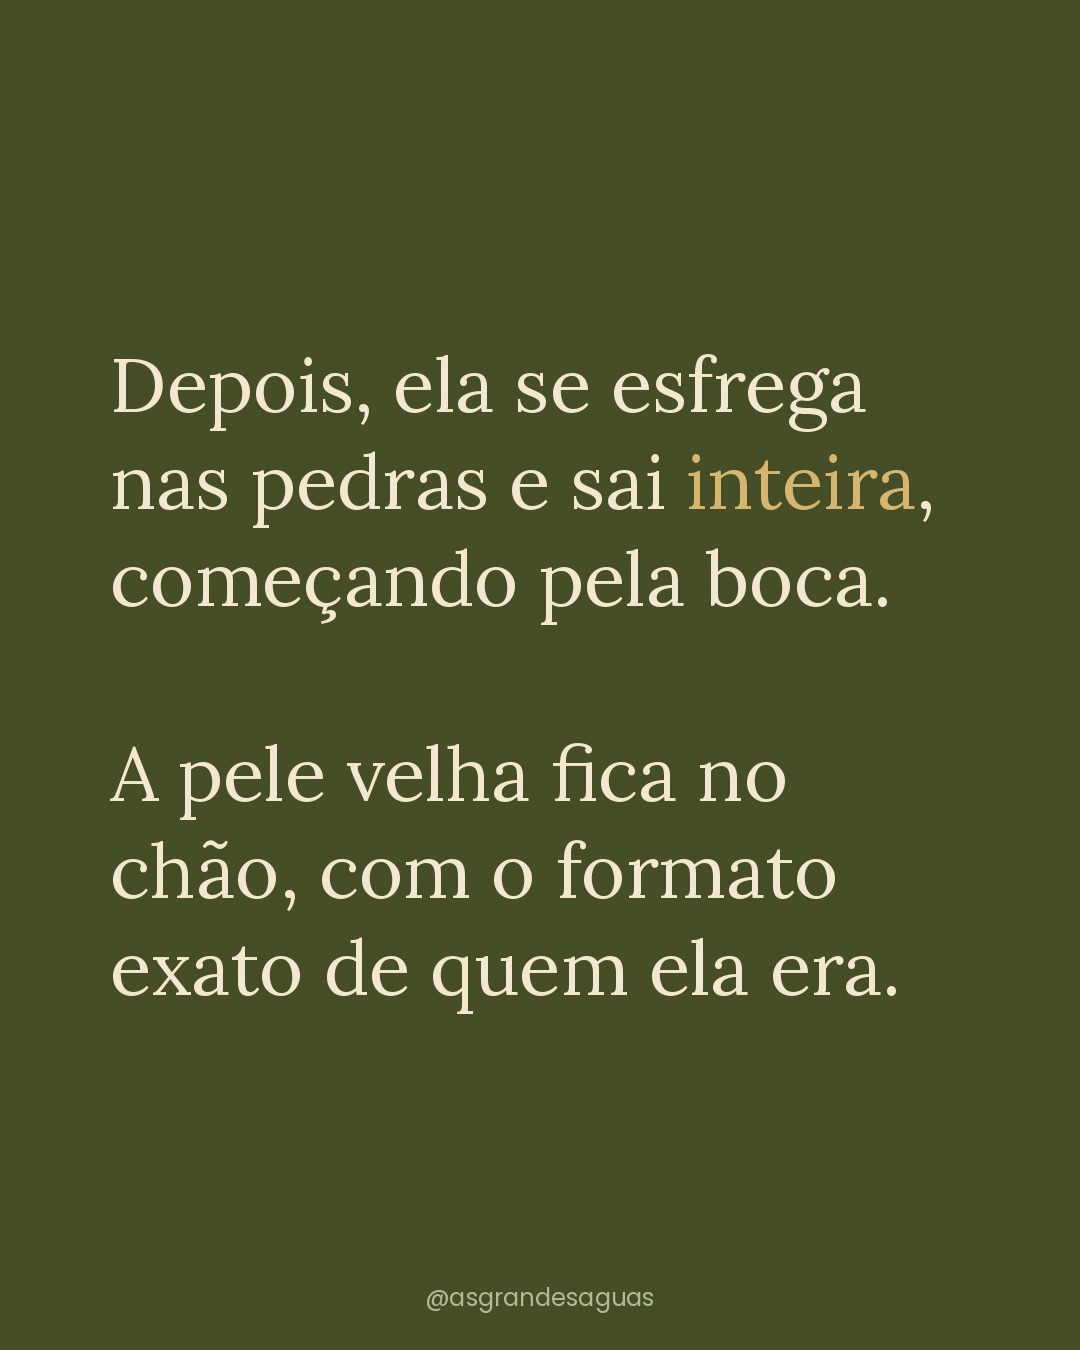 Depois, ela se esfrega
nas pedras e sai inteira,
começando pela boca.
A pele velha fica no
chão, com o formato
exato de quem ela era.
@asgrandesaguas